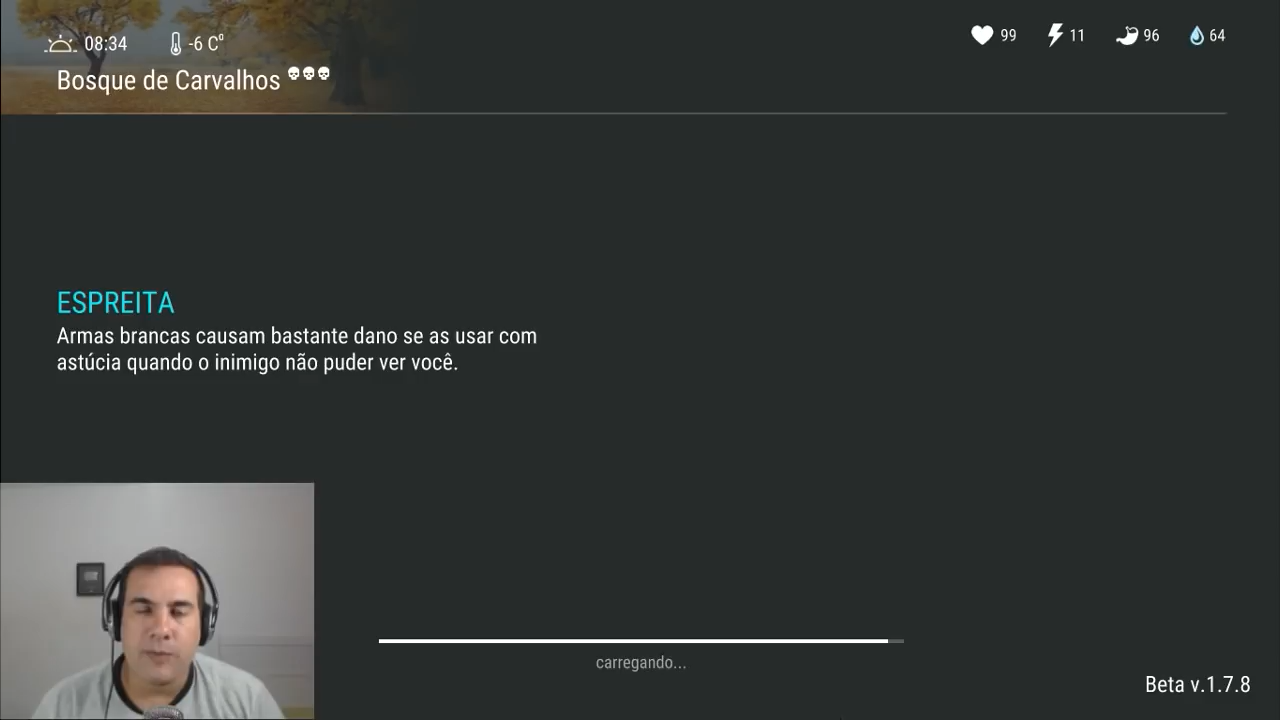 08:34 -6 Cº
99 11 96 64
Bosque de Carvalhos
ESPREITA
Armas brancas causam bastante dano se as usar com
astúcia quando o inimigo não puder ver você.
carregando...
Beta v.1.7.8